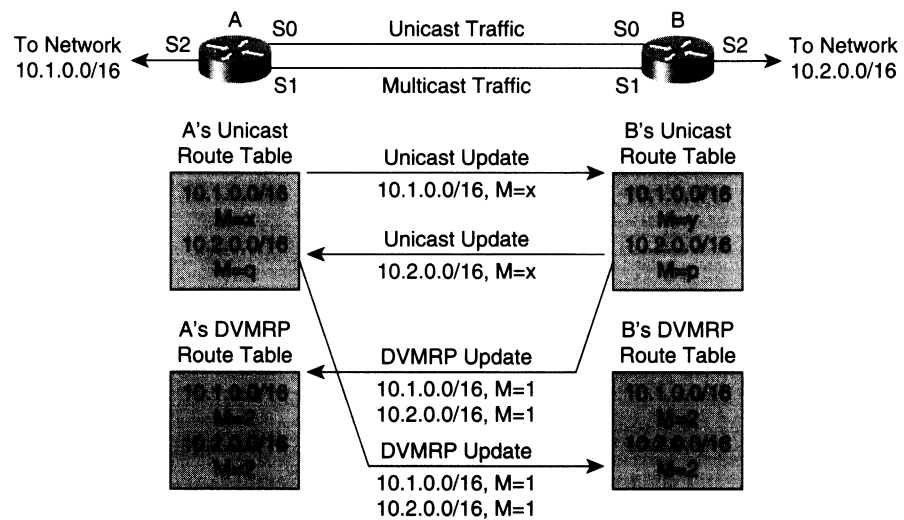 A
B
S2
S0
Unicast Traffic
S0
S2
To Network
10.1.0.0/16
To Network
10.2.0.0/16
S1
Multicast Traffic
S1
A's Unicast
Route Table
B's Unicast
Route Table
10.1.0.0/16
M=x
10.2.0.0/16
M=q
Unicast Update
10.1.0.0/16, M=x
Unicast Update
10.2.0.0/16, M=x
10.1.0.0/16
M=y
10.2.0.0/16
M=p
A's DVMRP
Route Table
B's DVMRP
Route Table
10.1.0.0/16
M=2
10.2.0.0/16
M=2
DVMRP Update
10.1.0.0/16, M=1
10.2.0.0/16, M=1
DVMRP Update
10.1.0.0/16, M=1
10.2.0.0/16, M=1
10.1.0.0/16
M=2
10.2.0.0/16
M=2